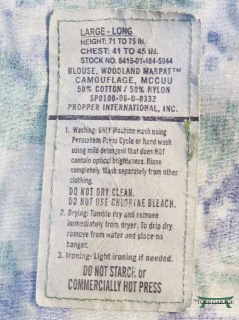 LARGE - LONG
HEIGHT: 71 TO 75 IN.
CHEST: 41 TO 45 IN.
STOCK NO. 8415-01-484-5944
BLOUSE, WOODLAND MARPAT™
CAMOUFLAGE, MCCUU
50% COTTON / 50% NYLON
SP0100-06-D-0332
PROPPER INTERNATIONAL, INC.
1. Washing: ONLY Machine wash using
Permanent Press Cycle or hand wash
using mild detergent that does NOT
contain optical brighteners. Rinse
completely. Wash separately from other
clothing.
DO NOT DRY CLEAN.
DO NOT USE CHLORINE BLEACH.
2. Drying: Tumble dry and remove
immediately from dryer. To drip dry
remove from water and place on
hanger.
3. Ironing: Light ironing if needed.
DO NOT STARCH, or
COMMERCIALLY HOT PRESS